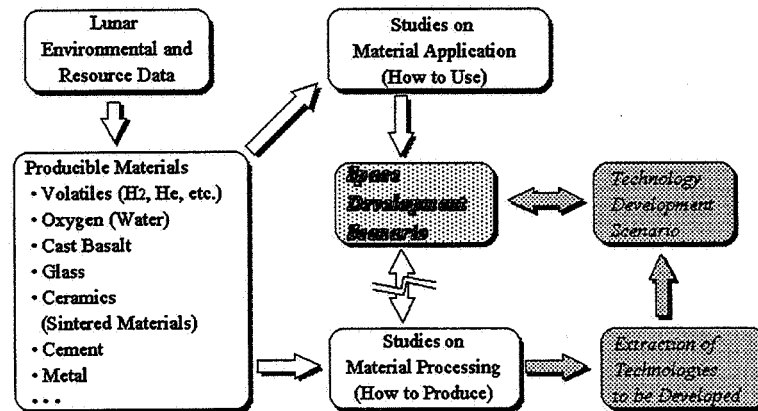 Lunar
Environmental and
Resource Data
Studies on
Material Application
(How to Use)
Producible Materials
• Volatiles (H2, He, etc.)
• Oxygen (Water)
• Cast Basalt
• Glass
• Ceramics
(Sintered Materials)
• Cement
• Metal
• • •
Space
Development
Scenario
Technology
Development
Scenario
Studies on
Material Processing
(How to Produce)
Extraction of
Technologies
to be Developed